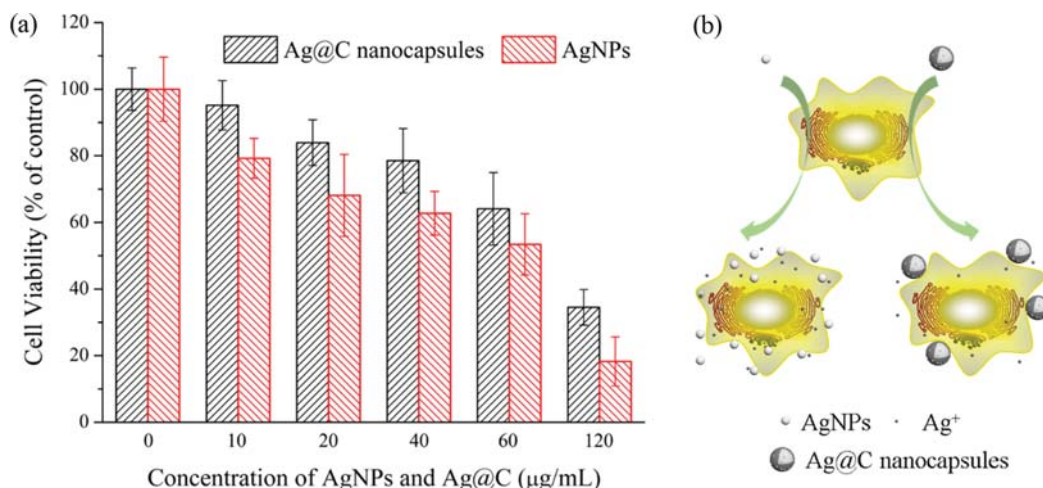 (a)
120
100
80
60
40
20
0
Cell Viability (% of control)
Ag@C nanocapsules
AgNPs
0 10 20 40 60 120
Concentration of AgNPs and Ag@C (μg/mL)
(b)
AgNPs
Ag⁺
Ag@C nanocapsules